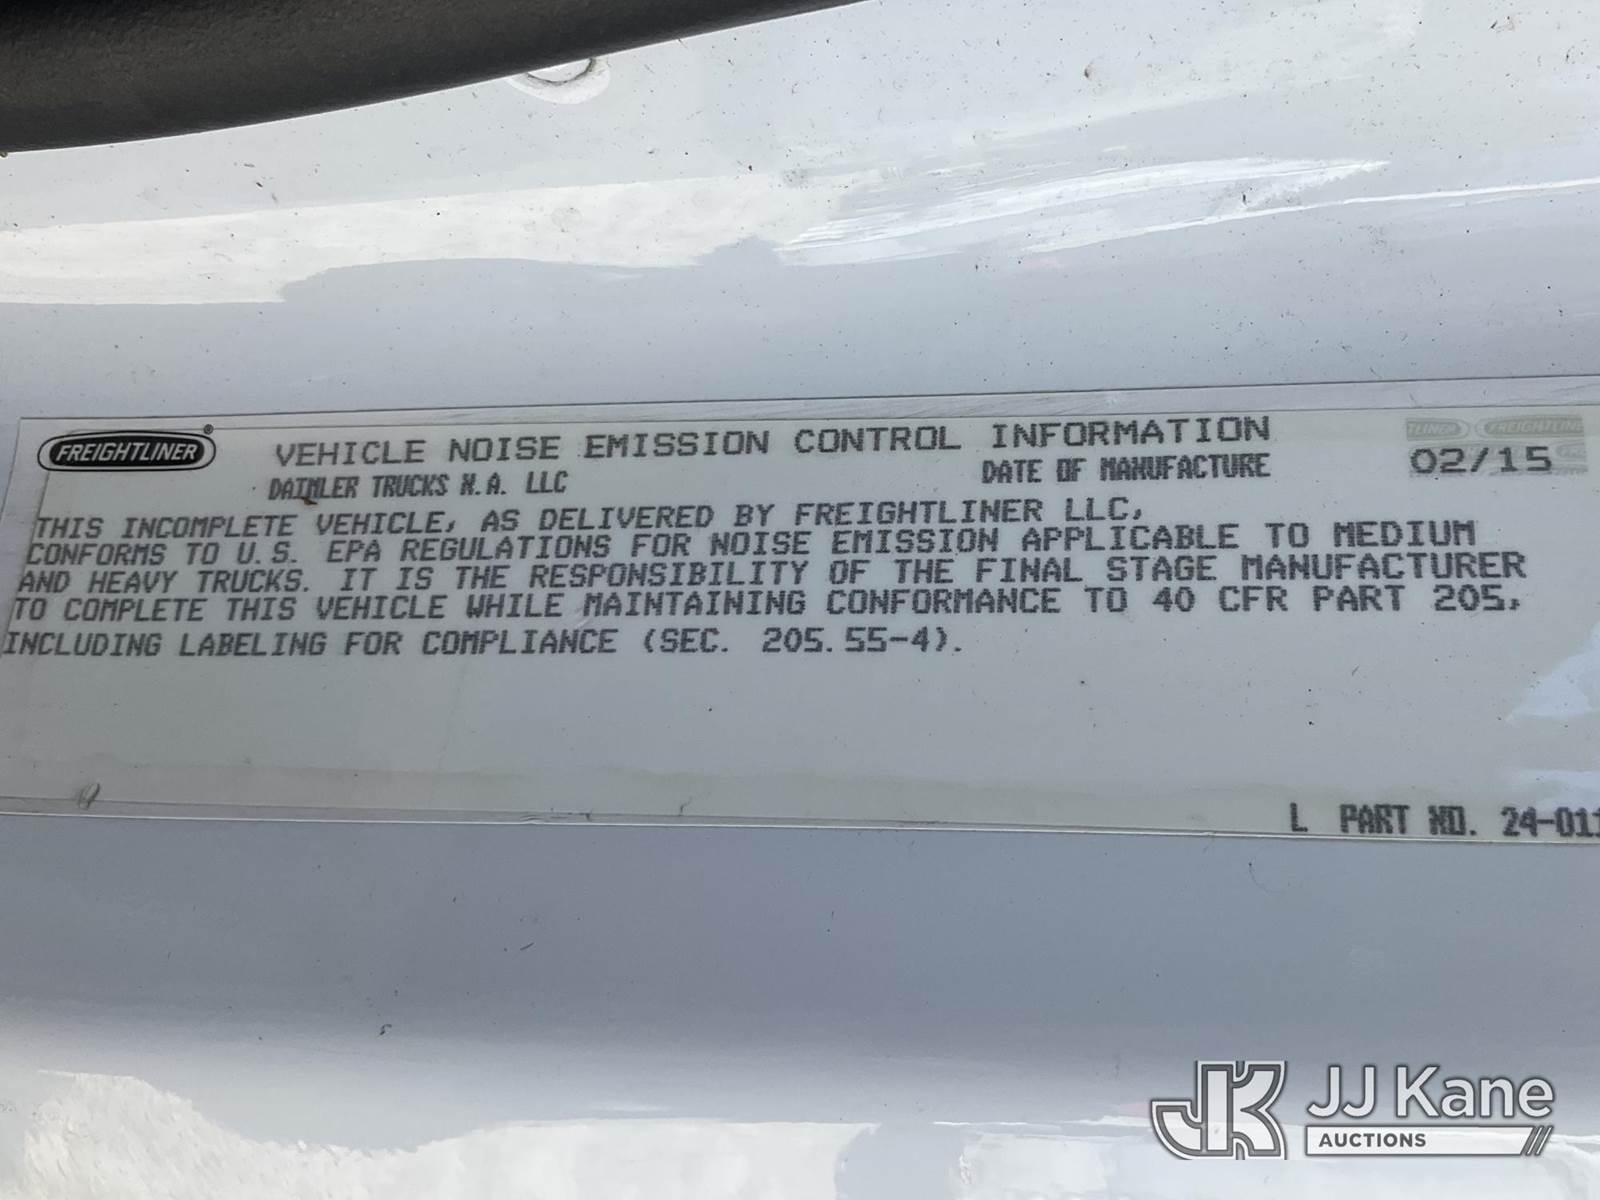 FREIGHTLINER®
VEHICLE NOISE EMISSION CONTROL INFORMATION
DAIMLER TRUCKS N.A. LLC DATE OF MANUFACTURE 02/15
THIS INCOMPLETE VEHICLE, AS DELIVERED BY FREIGHTLINER LLC,
CONFORMS TO U.S. EPA REGULATIONS FOR NOISE EMISSION APPLICABLE TO MEDIUM
AND HEAVY TRUCKS. IT IS THE RESPONSIBILITY OF THE FINAL STAGE MANUFACTURER
TO COMPLETE THIS VEHICLE WHILE MAINTAINING CONFORMANCE TO 40 CFR PART 205,
INCLUDING LABELING FOR COMPLIANCE (SEC. 205.55-4).
L PART NO. 24-011
JK JJ Kane
AUCTIONS